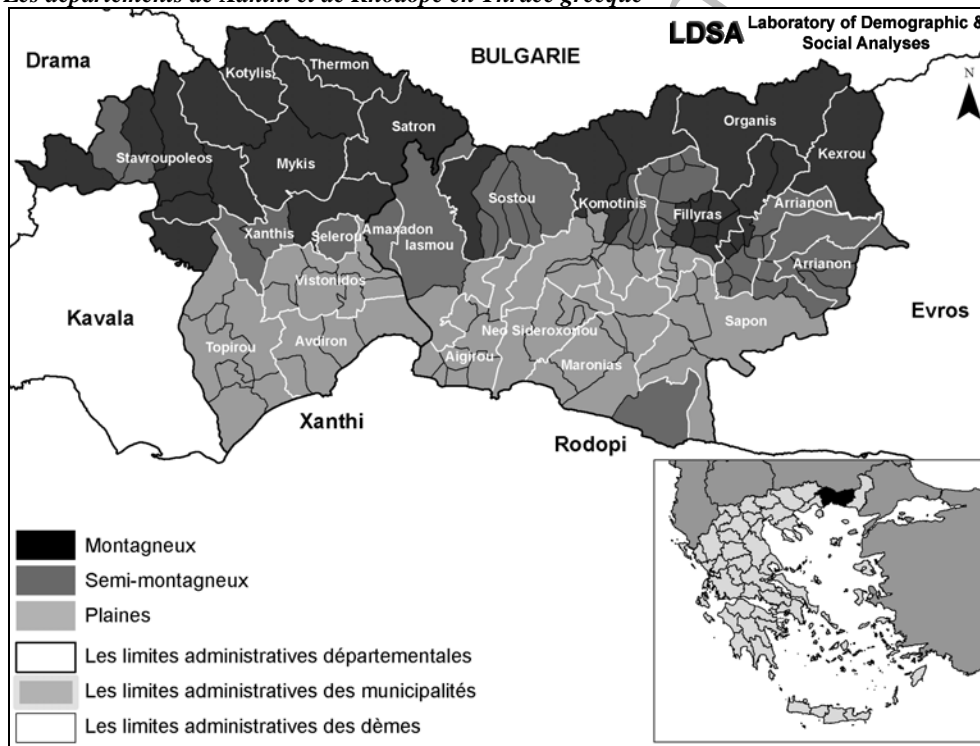 Les départements de Xanthi et de Rhodope en Thrace grecque
LDSA Laboratory of Demographic &
Social Analyses
Drama
BULGARIE
N
Thermon
Kotylis
Satron
Organis
Stavroupoleos
Mykis
Kexrou
Sostou
Komotinis
Fillyras
Arrianon
Xanthis
Selerou
Amaxadon
Iasmou
Arrianon
Vistonidos
Kavala
Evros
Topirou
Avdiron
Neo Sideroxoriou
Sapon
Aigirou
Maronias
Xanthi
Rodopi
Montagneux
Semi-montagneux
Plaines
Les limites administratives départementales
Les limites administratives des municipalités
Les limites administratives des dèmes